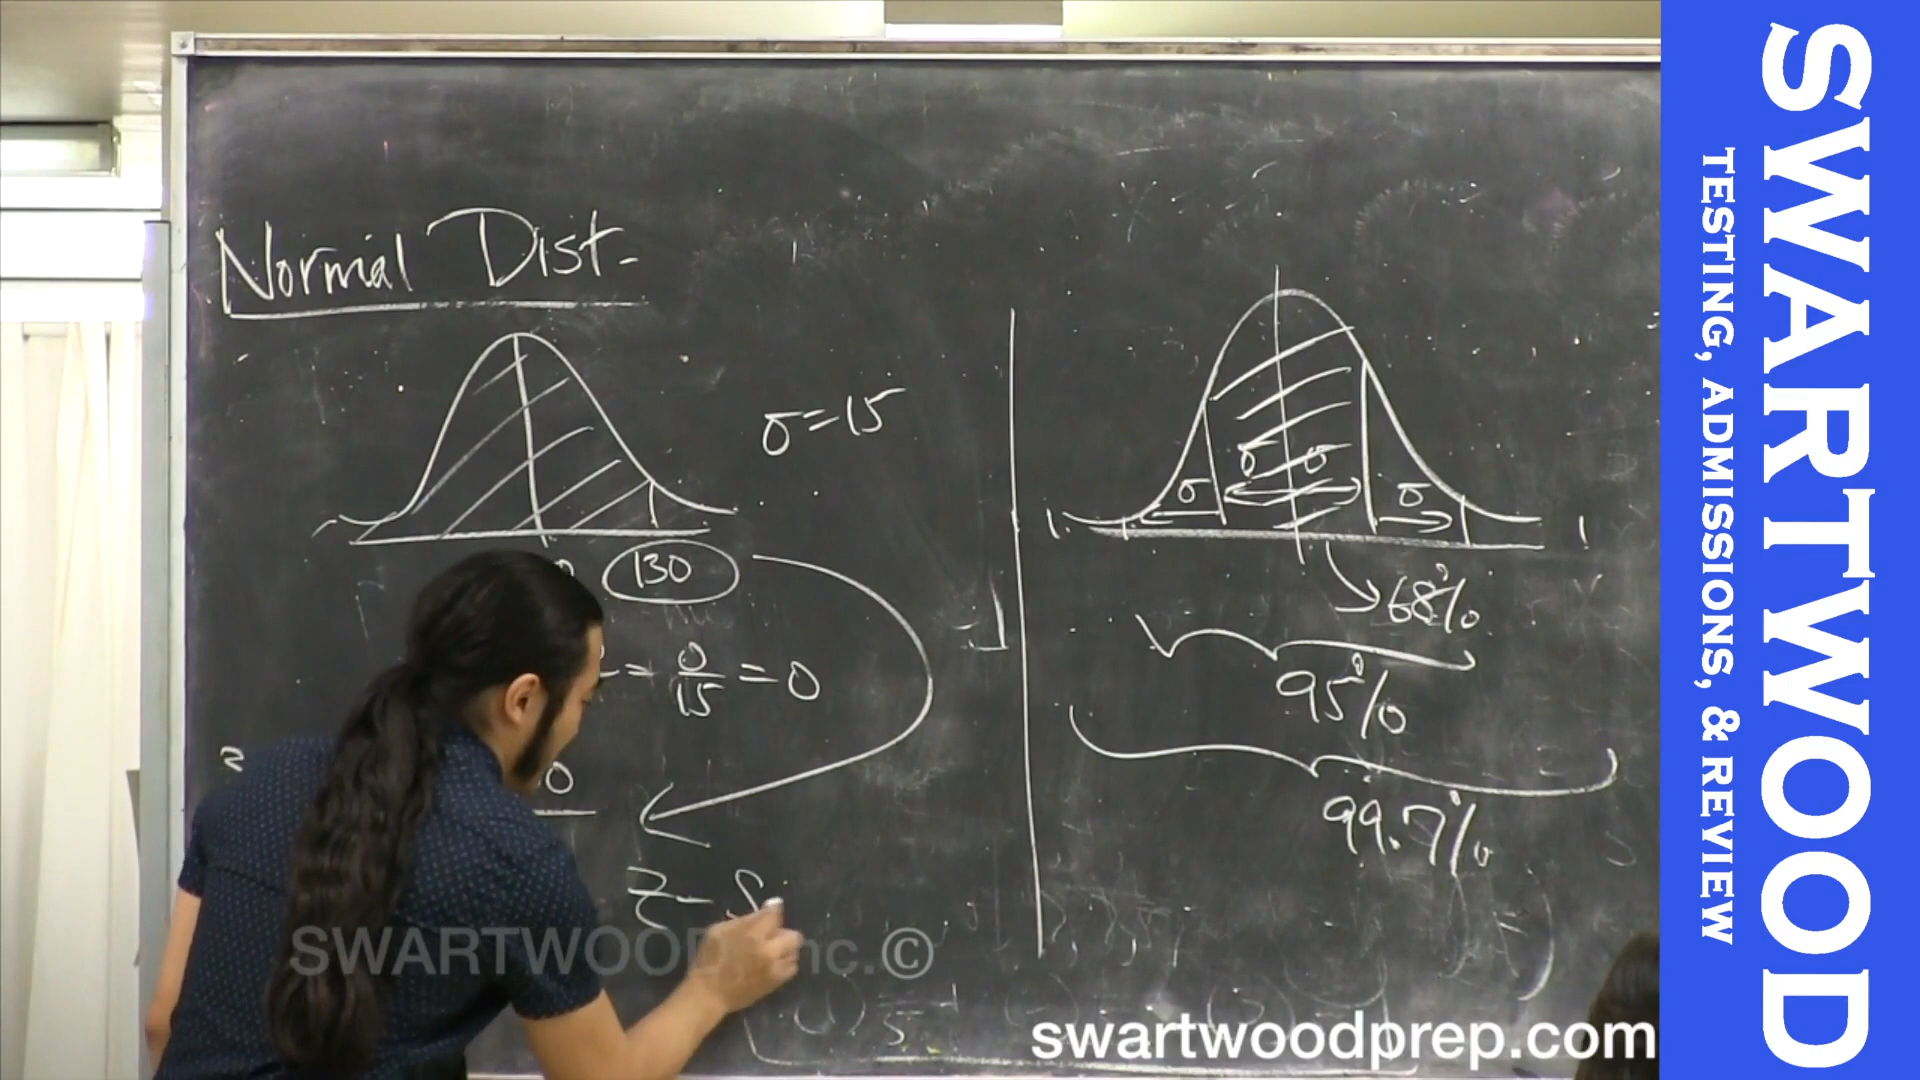 Normal Dist.
σ=15
130
= 0/15 = 0
0
z- S
σ σ σ σ
68%
95%
99.7%
SWARTWOOD, Inc.©
swartwoodprep.com
SWARTWOOD
TESTING, ADMISSIONS, & REVIEW